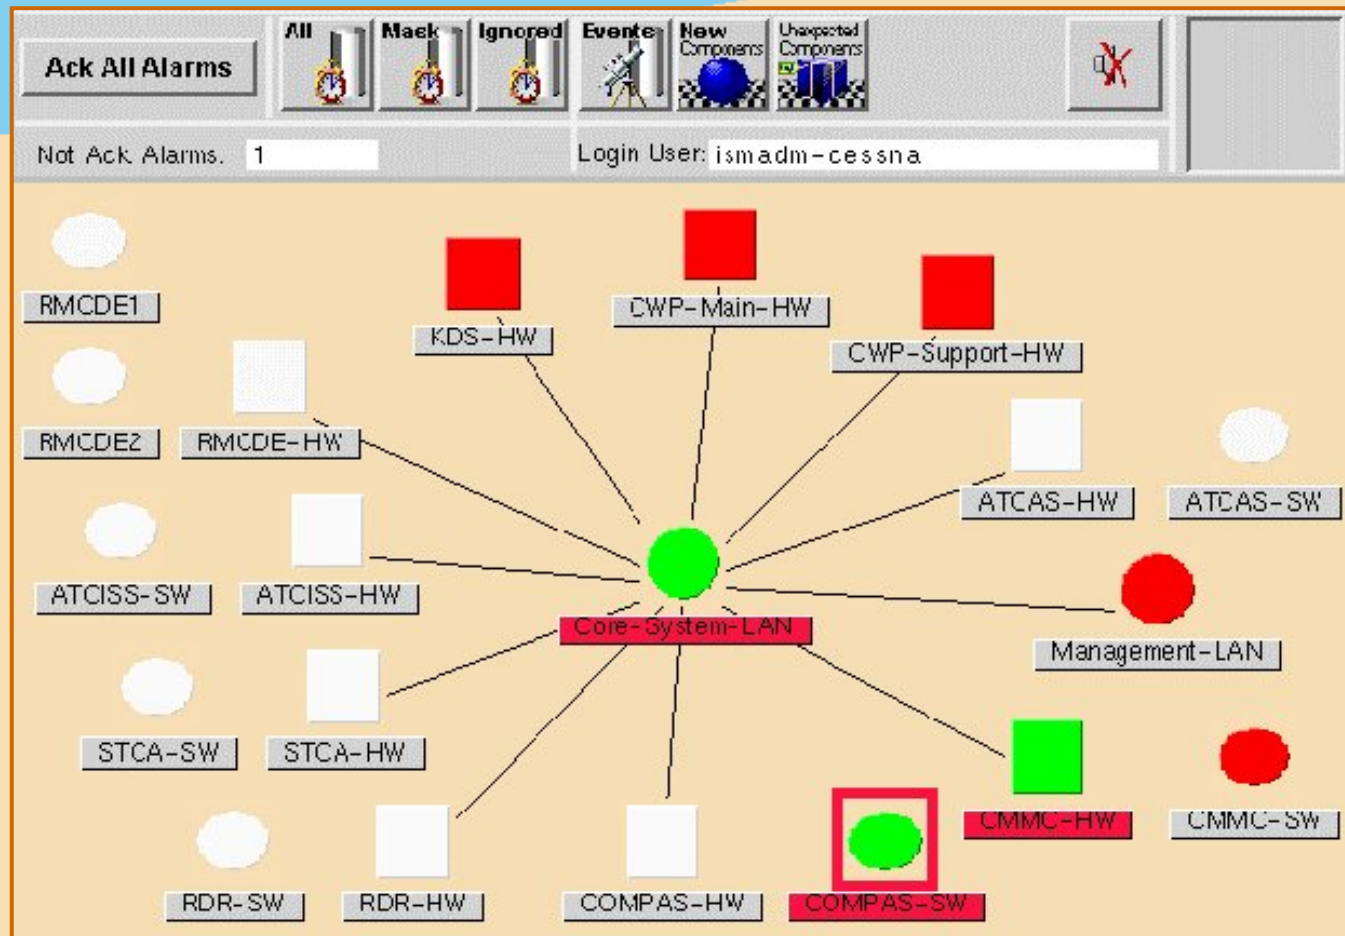 Ack All Alarms
All
Mask
Ignored
Events
New
Components
Unexpected
Components
Not Ack. Alarms. 1
Login User: ismadm-cessna
RMCDE1
KDS-HW
CWP-Main-HW
CWP-Support-HW
RMCDE2
RMCDE-HW
ATCAS-HW
ATCAS-SW
ATCISS-SW
ATCISS-HW
Core-System-LAN
Management-LAN
STCA-SW
STCA-HW
CMMC-HW
CMMC-SW
RDR-SW
RDR-HW
COMPAS-HW
COMPAS-SW